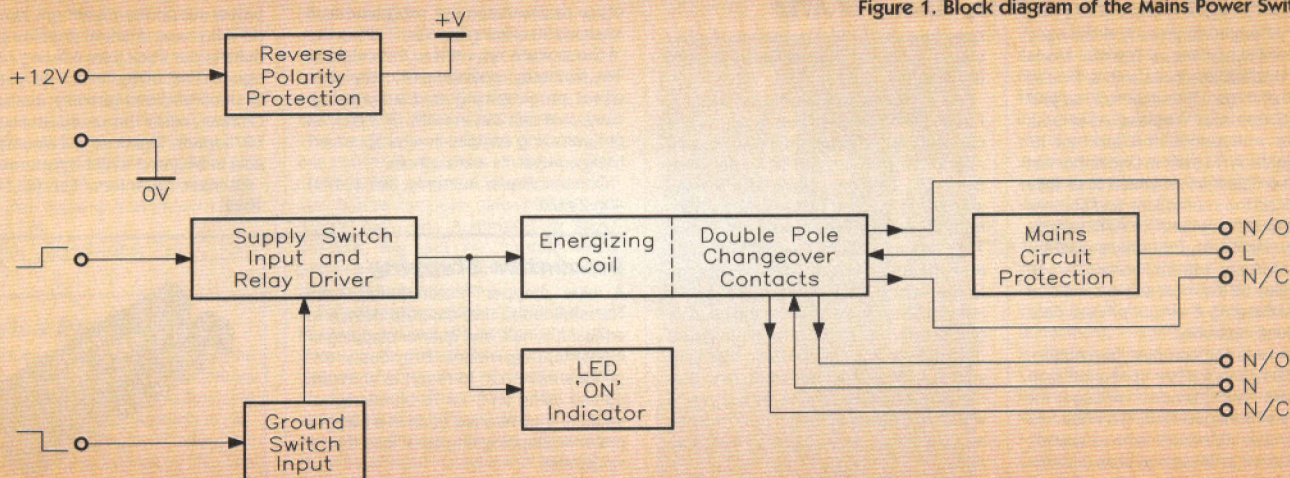 Figure 1. Block diagram of the Mains Power Swit
+V
+12V
Reverse
Polarity
Protection
0V
Supply Switch
Input and
Relay Driver
Energizing
Coil
Double Pole
Changeover
Contacts
Mains
Circuit
Protection
N/O
L
N/C
LED
'ON'
Indicator
N/O
N
N/C
Ground
Switch
Input